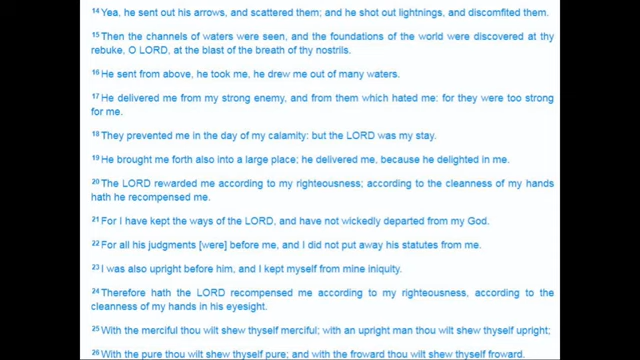 14 Yea, he sent out his arrows, and scattered them; and he shot out lightnings, and discomfited them.
15 Then the channels of waters were seen, and the foundations of the world were discovered at thy
rebuke, O LORD, at the blast of the breath of thy nostrils.
16 He sent from above, he took me, he drew me out of many waters.
17 He delivered me from my strong enemy, and from them which hated me: for they were too strong
for me.
18 They prevented me in the day of my calamity: but the LORD was my stay.
19 He brought me forth also into a large place; he delivered me, because he delighted in me.
20 The LORD rewarded me according to my righteousness; according to the cleanness of my hands
hath he recompensed me.
21 For I have kept the ways of the LORD, and have not wickedly departed from my God.
22 For all his judgments [were] before me, and I did not put away his statutes from me.
23 I was also upright before him, and I kept myself from mine iniquity.
24 Therefore hath the LORD recompensed me according to my righteousness, according to the
cleanness of my hands in his eyesight.
25 With the merciful thou wilt shew thyself merciful; with an upright man thou wilt shew thyself upright;
26 With the pure thou wilt shew thyself pure; and with the froward thou wilt shew thyself froward.